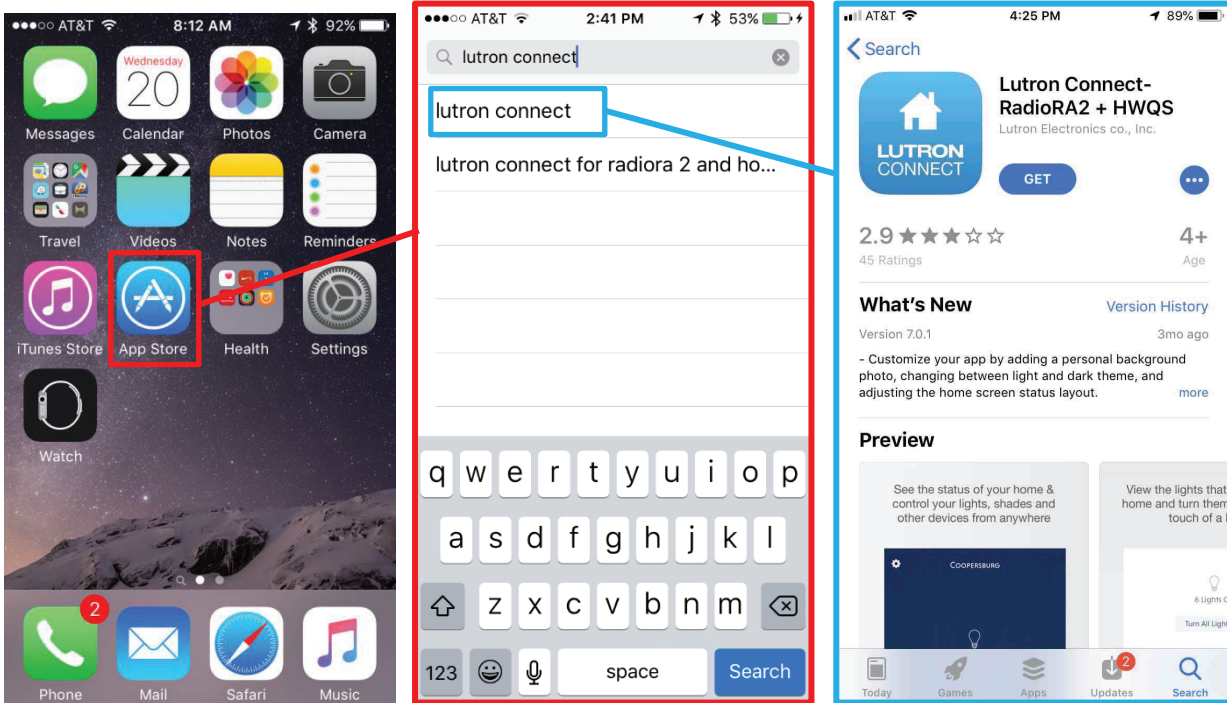 ●●●○○ AT&T 8:12 AM 92%
Wednesday
20
Messages Calendar Photos Camera
Travel Videos Notes Reminders
iTunes Store App Store Health Settings
Watch
2
Phone Mail Safari Music
●●●○○ AT&T 2:41 PM 53%
lutron connect
lutron connect
lutron connect for radiora 2 and ho...
q w e r t y u i o p
a s d f g h j k l
z x c v b n m
123 space Search
AT&T 4:25 PM 89%
Search
LUTRON
CONNECT
Lutron Connect-
RadioRA2 + HWQS
Lutron Electronics co., Inc.
GET
2.9 ★★★☆☆ 4+
45 Ratings Age
What's New Version History
Version 7.0.1 3mo ago
- Customize your app by adding a personal background
photo, changing between light and dark theme, and
adjusting the home screen status layout. more
Preview
See the status of your home &
control your lights, shades and
other devices from anywhere
COOPERSBURG
View the lights that
home and turn them
touch of a
6 Lights
Turn All
2
Today Games Apps Updates Search